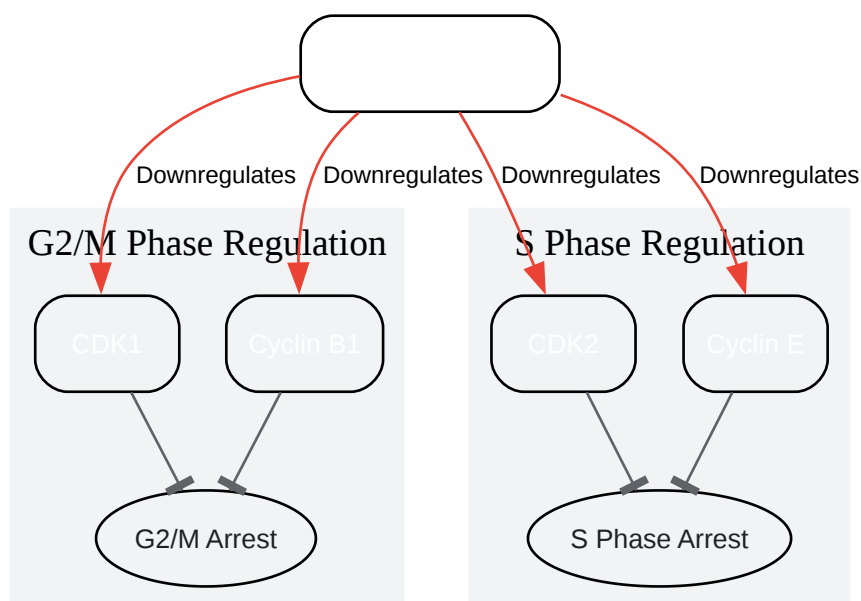 Downregulates Downregulates Downregulates Downregulates
G2/M Phase Regulation
S Phase Regulation
CDK1
Cyclin B1
CDK2
Cyclin E
G2/M Arrest
S Phase Arrest